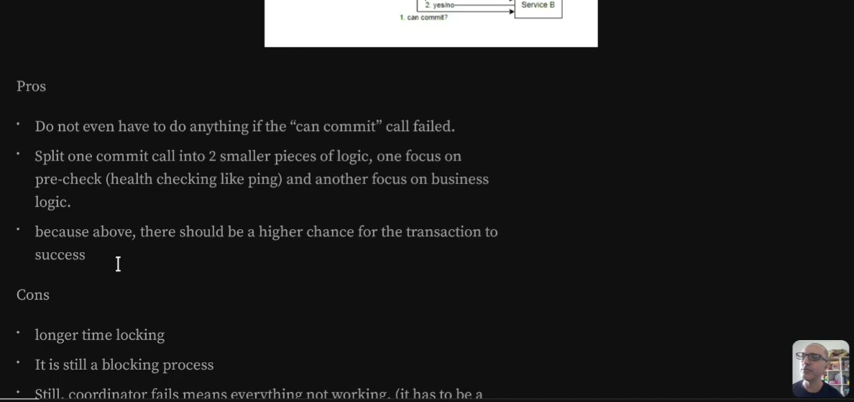 2. yes/no
Service B
1. can commit?
Pros
Do not even have to do anything if the “can commit” call failed.
Split one commit call into 2 smaller pieces of logic, one focus on
pre-check (health checking like ping) and another focus on business
logic.
because above, there should be a higher chance for the transaction to
success
Cons
longer time locking
It is still a blocking process
Still, coordinator fails means everything not working, (it has to be a